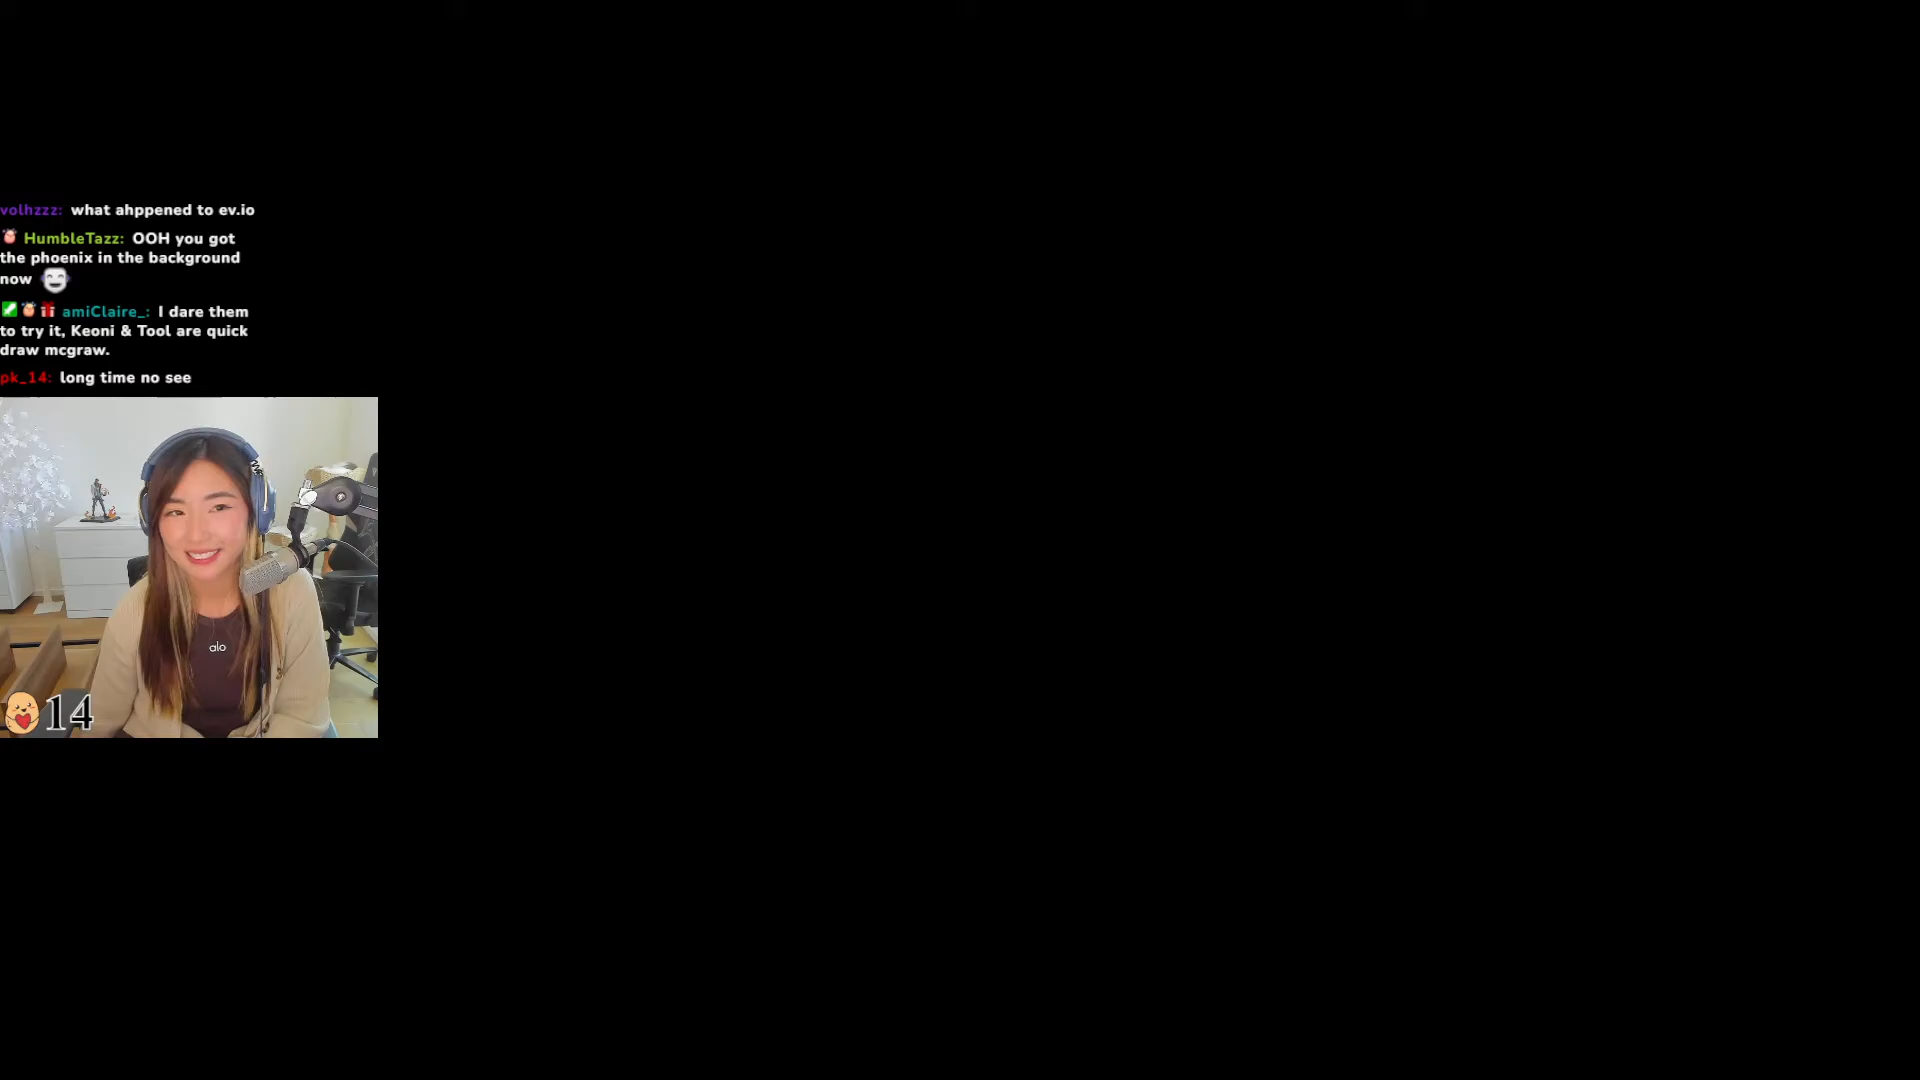 volhzzz: what ahppened to ev.io
HumbleTazz: OOH you got
the phoenix in the background
now
amiClaire_: I dare them
to try it, Keoni & Tool are quick
draw mcgraw.
pk_14: long time no see
alo
14